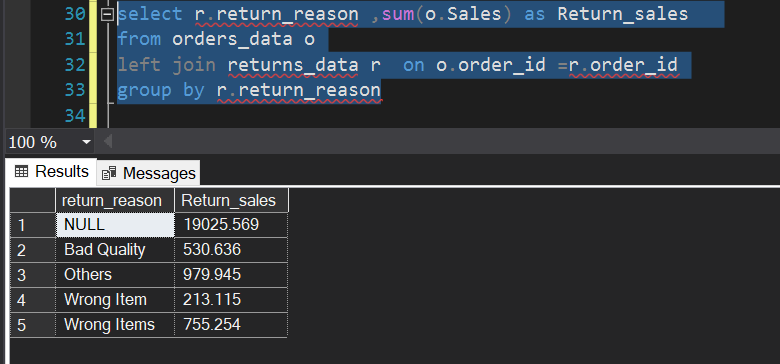 30 select r.return_reason ,sum(o.Sales) as Return_sales
31 from orders_data o
32 left join returns_data r  on o.order_id =r.order_id
33 group by r.return_reason
34
100 %
Results Messages
return_reason Return_sales
1 NULL 19025.569
2 Bad Quality 530.636
3 Others 979.945
4 Wrong Item 213.115
5 Wrong Items 755.254